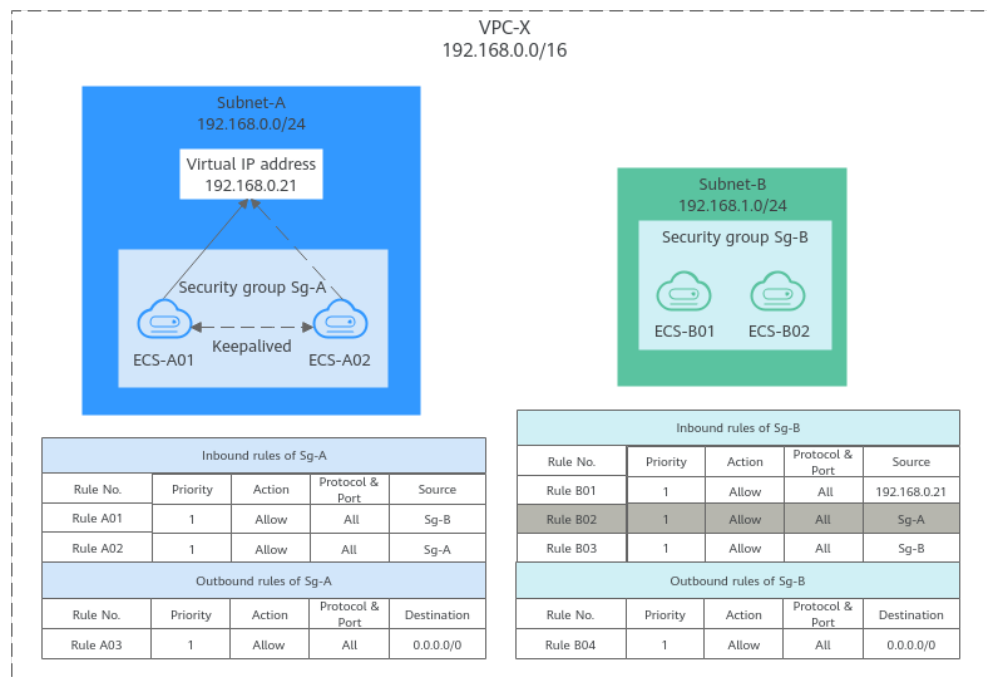 VPC-X
192.168.0.0/16
Subnet-A
192.168.0.0/24
Virtual IP address
192.168.0.21
Security group Sg-A
Keepalived
ECS-A01
ECS-A02
Subnet-B
192.168.1.0/24
Security group Sg-B
ECS-B01
ECS-B02
Inbound rules of Sg-A
Rule No. Priority Action Protocol & Port Source
Rule A01 1 Allow All Sg-B
Rule A02 1 Allow All Sg-A
Outbound rules of Sg-A
Rule No. Priority Action Protocol & Port Destination
Rule A03 1 Allow All 0.0.0.0/0
Inbound rules of Sg-B
Rule No. Priority Action Protocol & Port Source
Rule B01 1 Allow All 192.168.0.21
Rule B02 1 Allow All Sg-A
Rule B03 1 Allow All Sg-B
Outbound rules of Sg-B
Rule No. Priority Action Protocol & Port Destination
Rule B04 1 Allow All 0.0.0.0/0